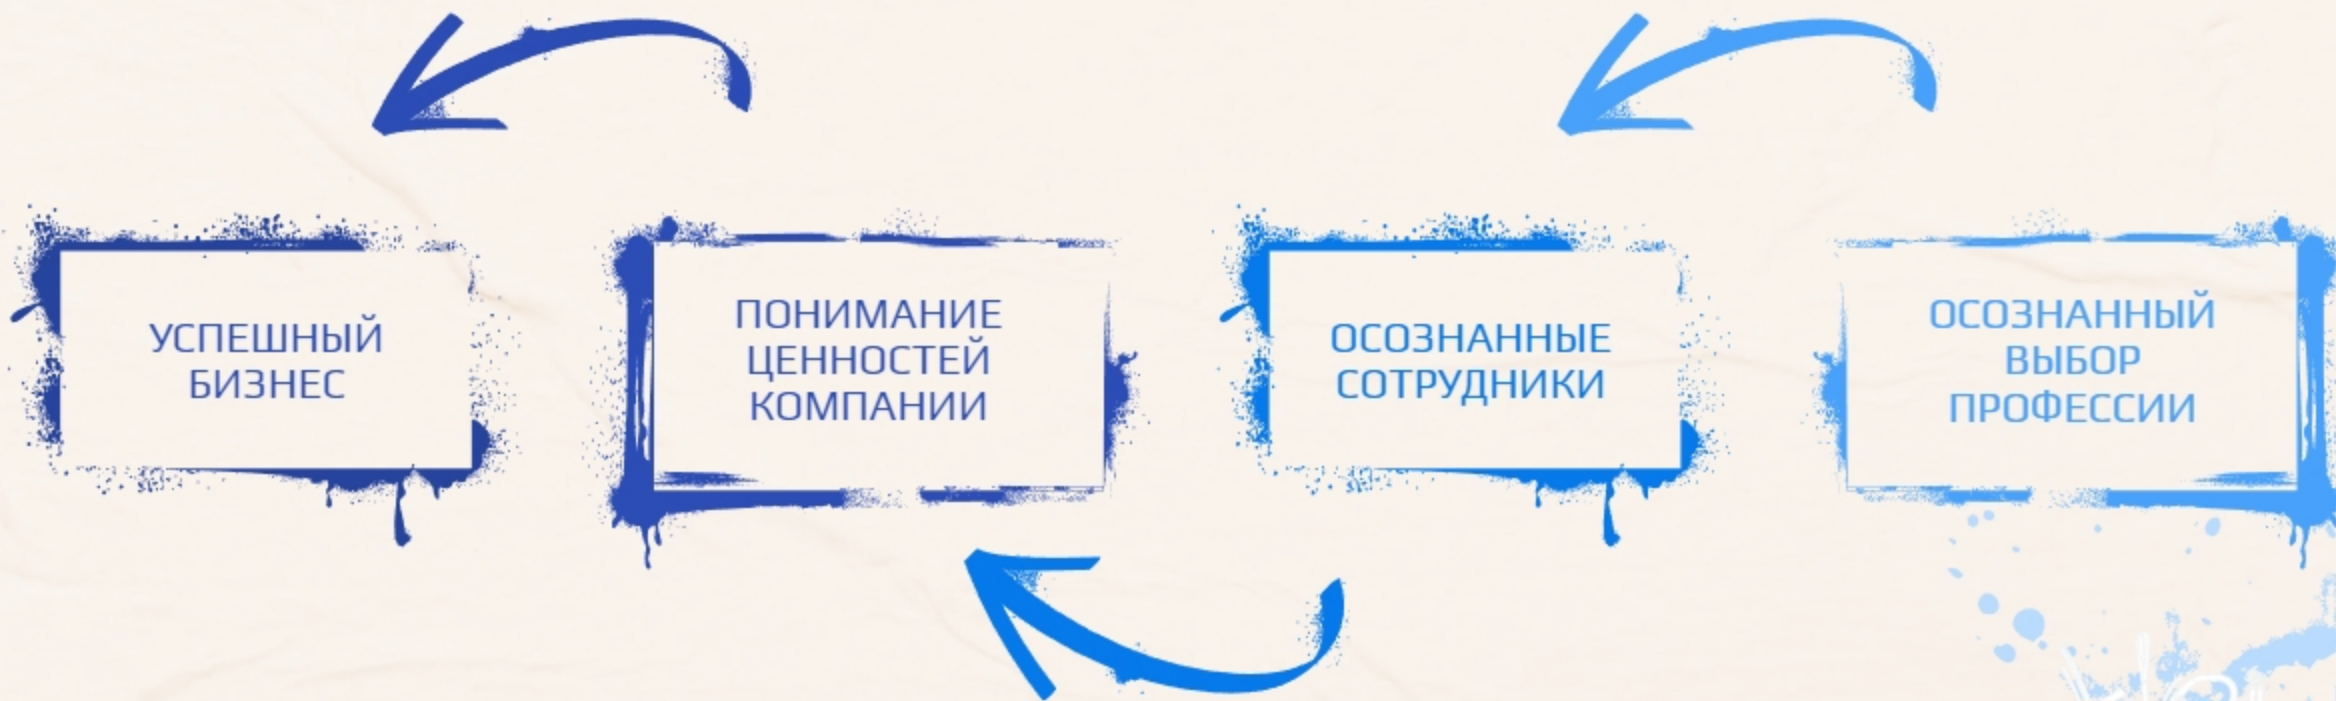 УСПЕШНЫЙ
БИЗНЕС
ПОНИМАНИЕ
ЦЕННОСТЕЙ
КОМПАНИИ
ОСОЗНАННЫЕ
СОТРУДНИКИ
ОСОЗНАННЫЙ
ВЫБОР
ПРОФЕССИИ